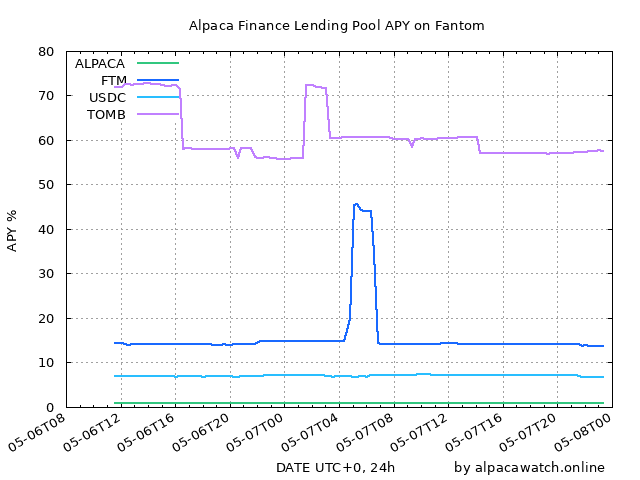 Alpaca Finance Lending Pool APY on Fantom
80
70
60
50
40
30
20
10
0
APY %
ALPACA
FTM
USDC
TOMB
05-06T08
05-06T12
05-06T16
05-06T20
05-07T00
05-07T04
05-07T08
05-07T12
05-07T16
05-07T20
05-08T00
DATE UTC+0, 24h
by alpacawatch.online